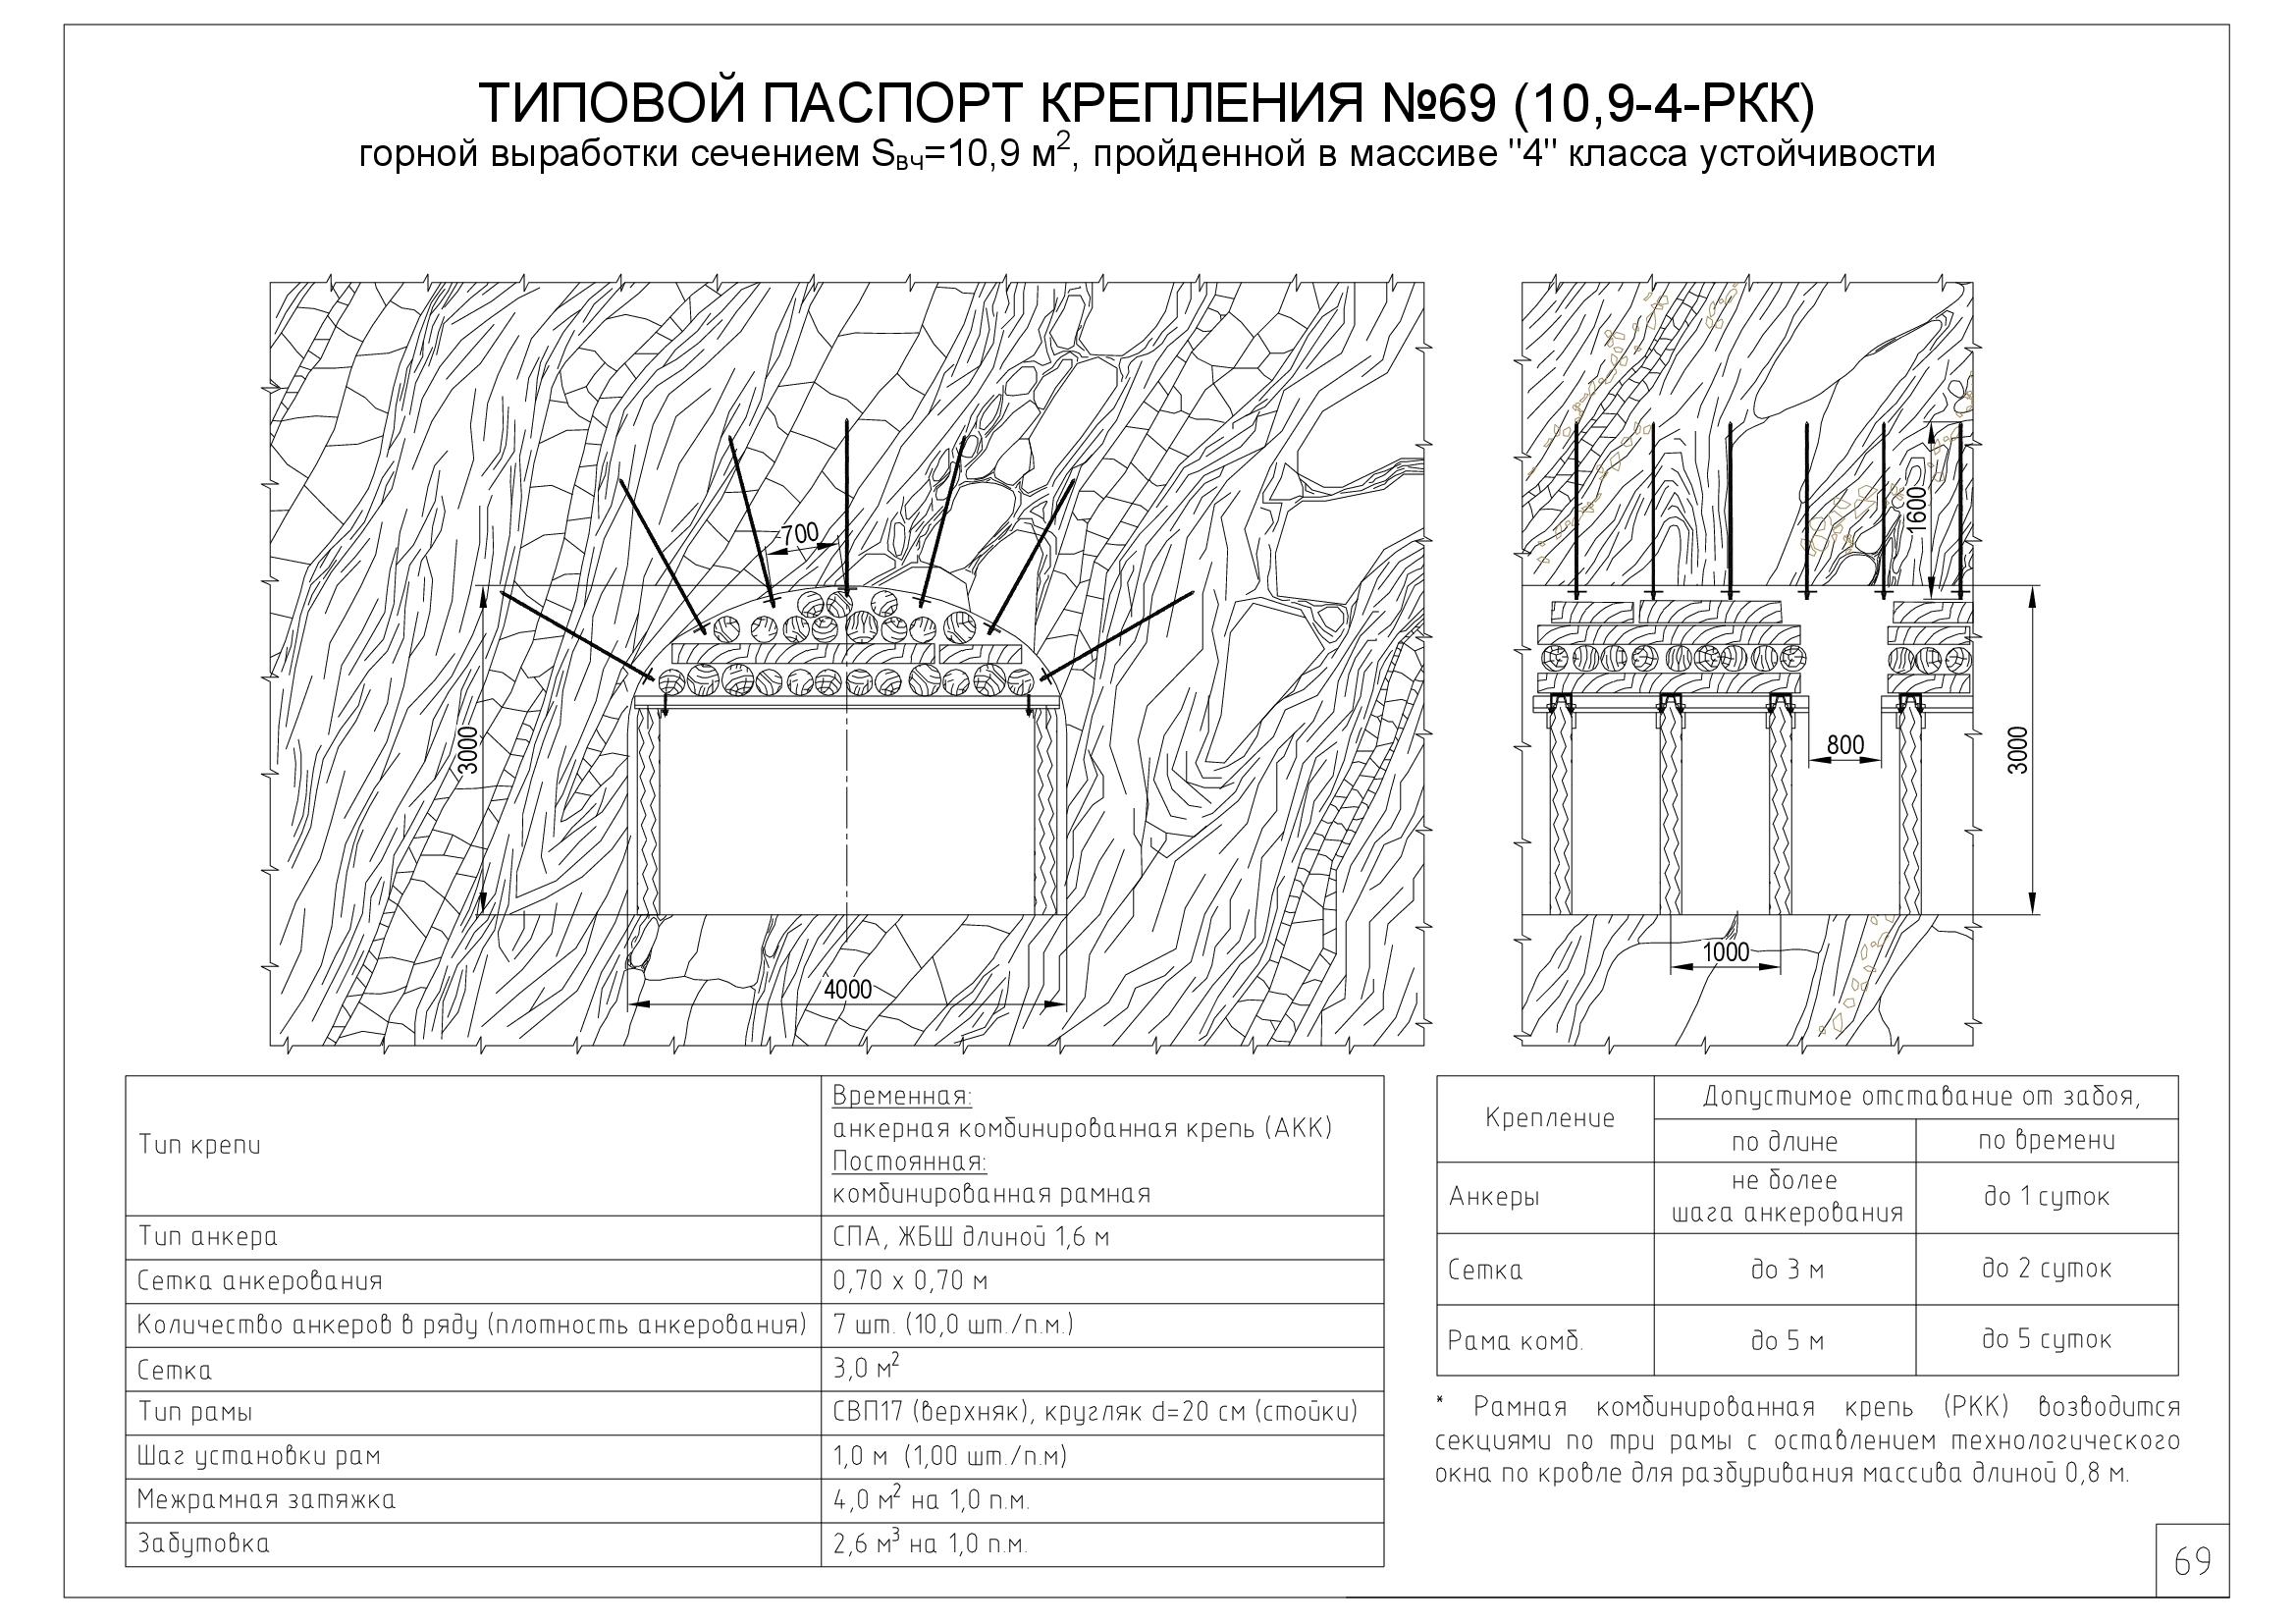 ТИПОВОЙ ПАСПОРТ КРЕПЛЕНИЯ №69 (10,9-4-РКК)
горной выработки сечением Sвч=10,9 м², пройденной в массиве "4" класса устойчивости
700
3000
4000
1600
800
3000
1000
Тип крепи
Временная:
анкерная комбинированная крепь (АКК)
Постоянная:
комбинированная рамная
Тип анкера
СПА, ЖБШ длиной 1,6 м
Сетка анкерования
0,70 х 0,70 м
Количество анкеров в ряду (плотность анкерования)
7 шт. (10,0 шт./п.м.)
Сетка
3,0 м²
Тип рамы
СВП17 (верхняк), кругляк d=20 см (стойки)
Шаг установки рам
1,0 м (1,00 шт./п.м)
Межрамная затяжка
4,0 м² на 1,0 п.м.
Забутовка
2,6 м³ на 1,0 п.м.
Крепление
Допустимое отставание от забоя,
по длине
по времени
Анкеры
не более
шага анкерования
до 1 суток
Сетка
до 3 м
до 2 суток
Рама комб.
до 5 м
до 5 суток
* Рамная комбинированная крепь (РКК) возводится
секциями по три рамы с оставлением технологического
окна по кровле для разбуривания массива длиной 0,8 м.
69